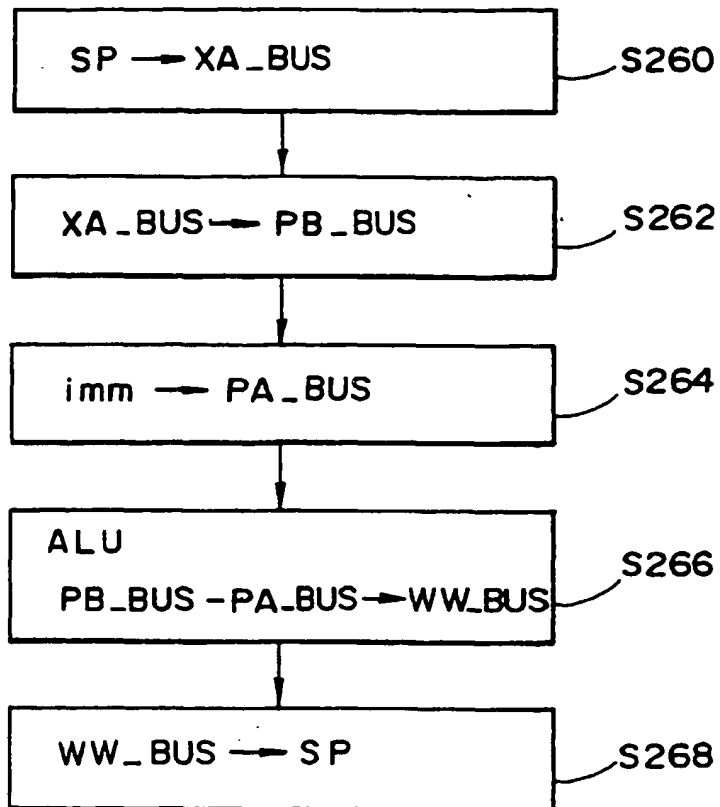 SP → XA_BUS S260
XA_BUS → PB_BUS S262
imm → PA_BUS S264
ALU
PB_BUS - PA_BUS → WW_BUS S266
WW_BUS → SP S268